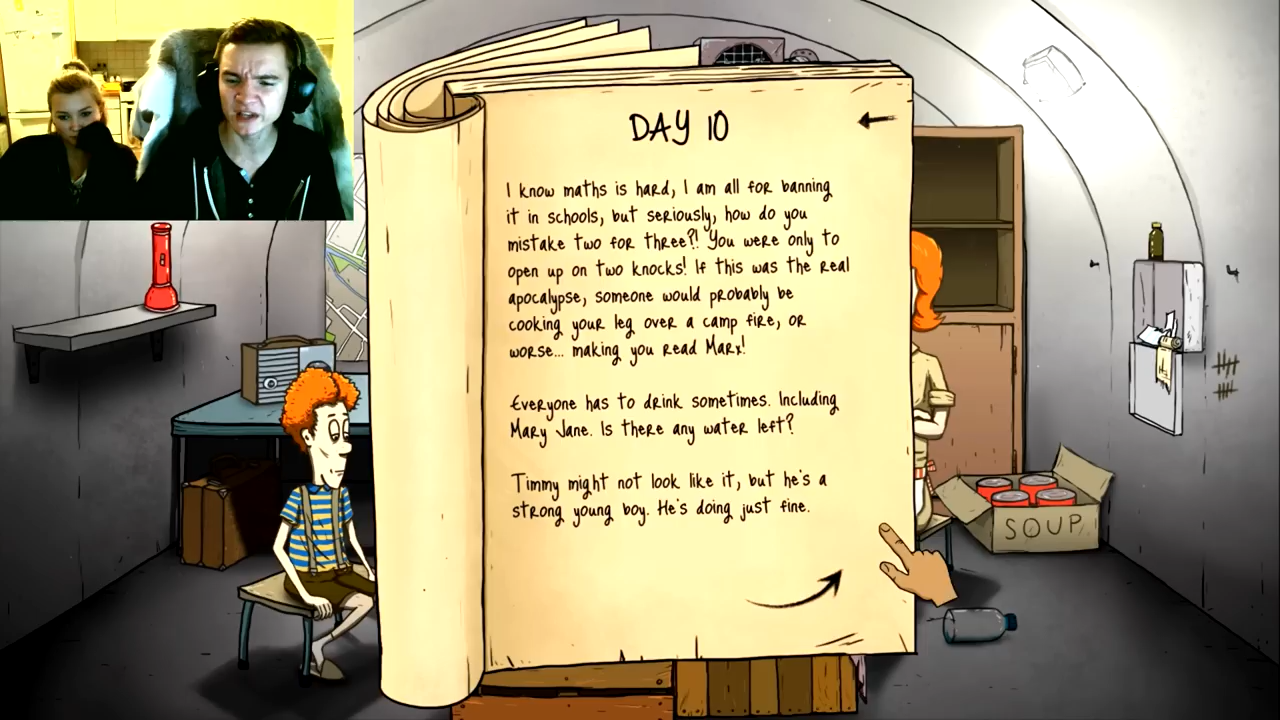 DAY 10
I know maths is hard, I am all for banning
it in schools, but seriously, how do you
mistake two for three?! You were only to
open up on two knocks! If this was the real
apocalypse, someone would probably be
cooking your leg over a camp fire, or
worse... making you read Marx!
Everyone has to drink sometimes. Including
Mary Jane. Is there any water left?
Timmy might not look like it, but he's a
strong young boy. He's doing just fine.
SOUP